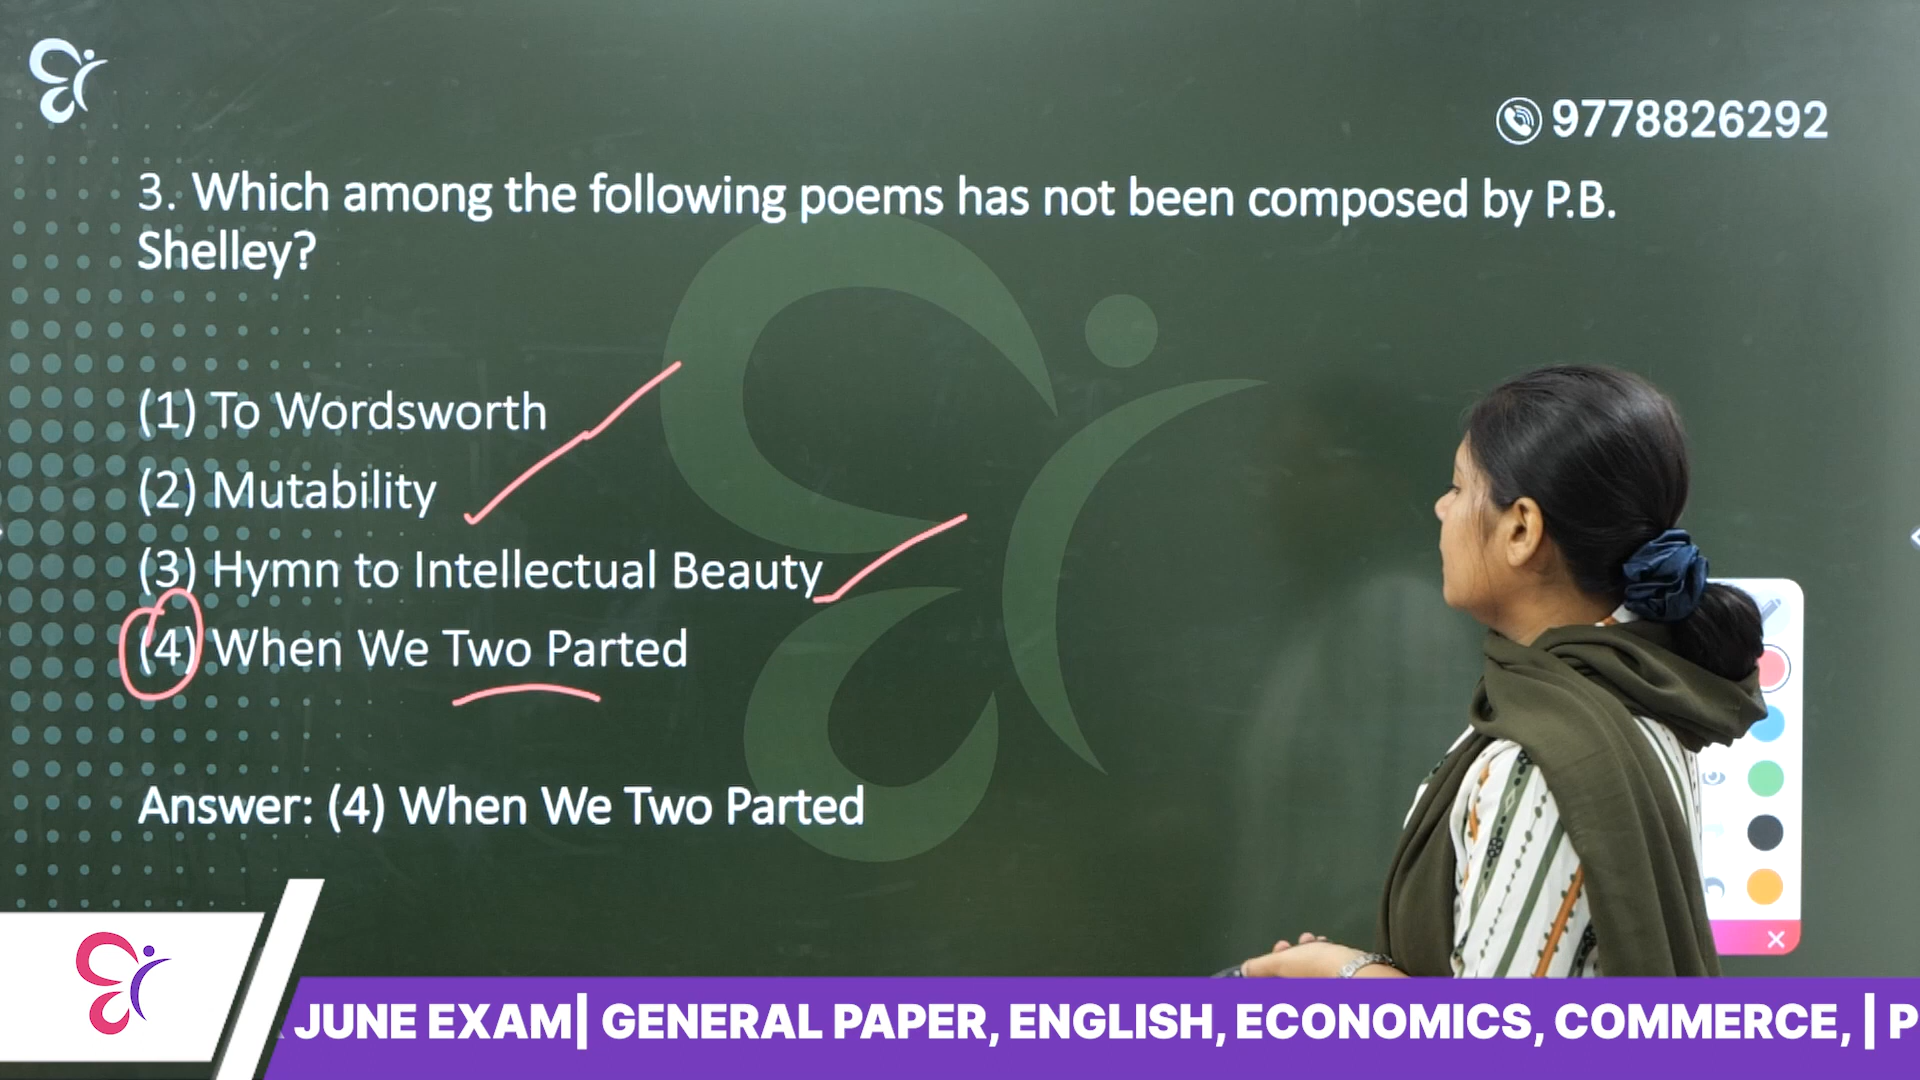 9778826292
3. Which among the following poems has not been composed by P.B.
Shelley?
(1) To Wordsworth
(2) Mutability
(3) Hymn to Intellectual Beauty
(4) When We Two Parted
Answer: (4) When We Two Parted
JUNE EXAM| GENERAL PAPER, ENGLISH, ECONOMICS, COMMERCE, | P